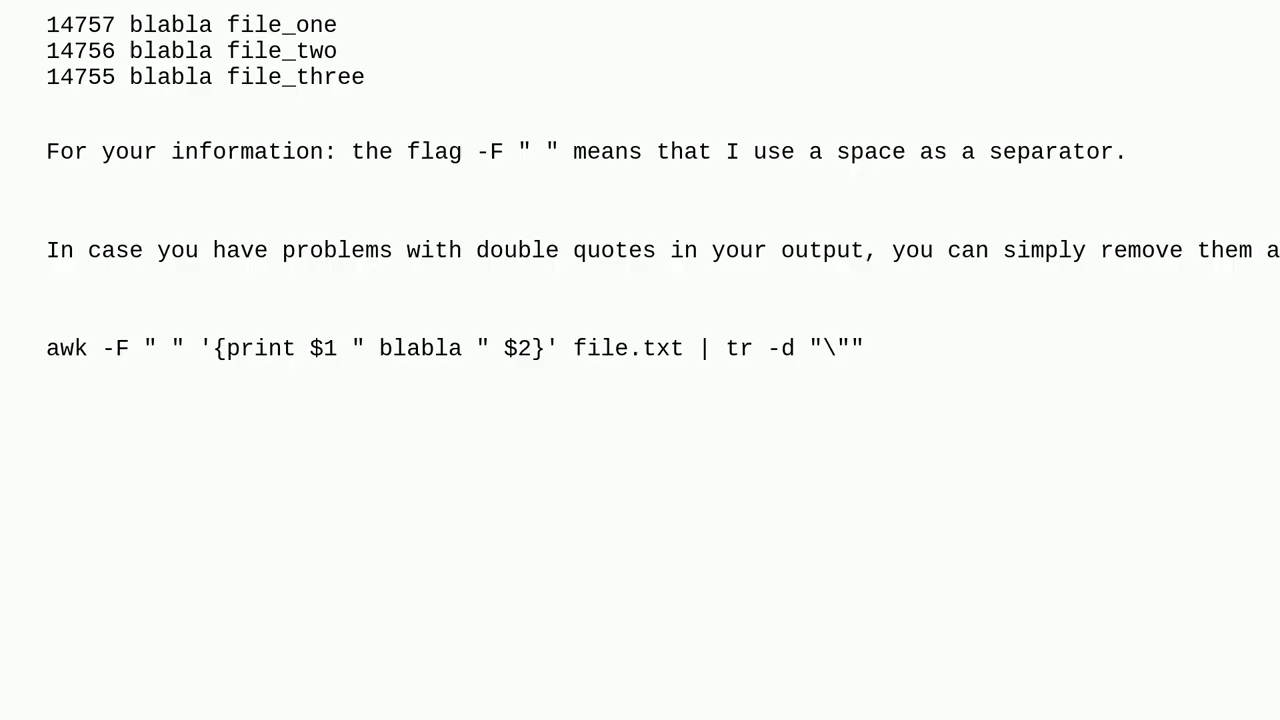 14757 blabla file_one
14756 blabla file_two
14755 blabla file_three
For your information: the flag -F " " means that I use a space as a separator.
In case you have problems with double quotes in your output, you can simply remove them a
awk -F " " '{print $1 " blabla " $2}' file.txt | tr -d "\""